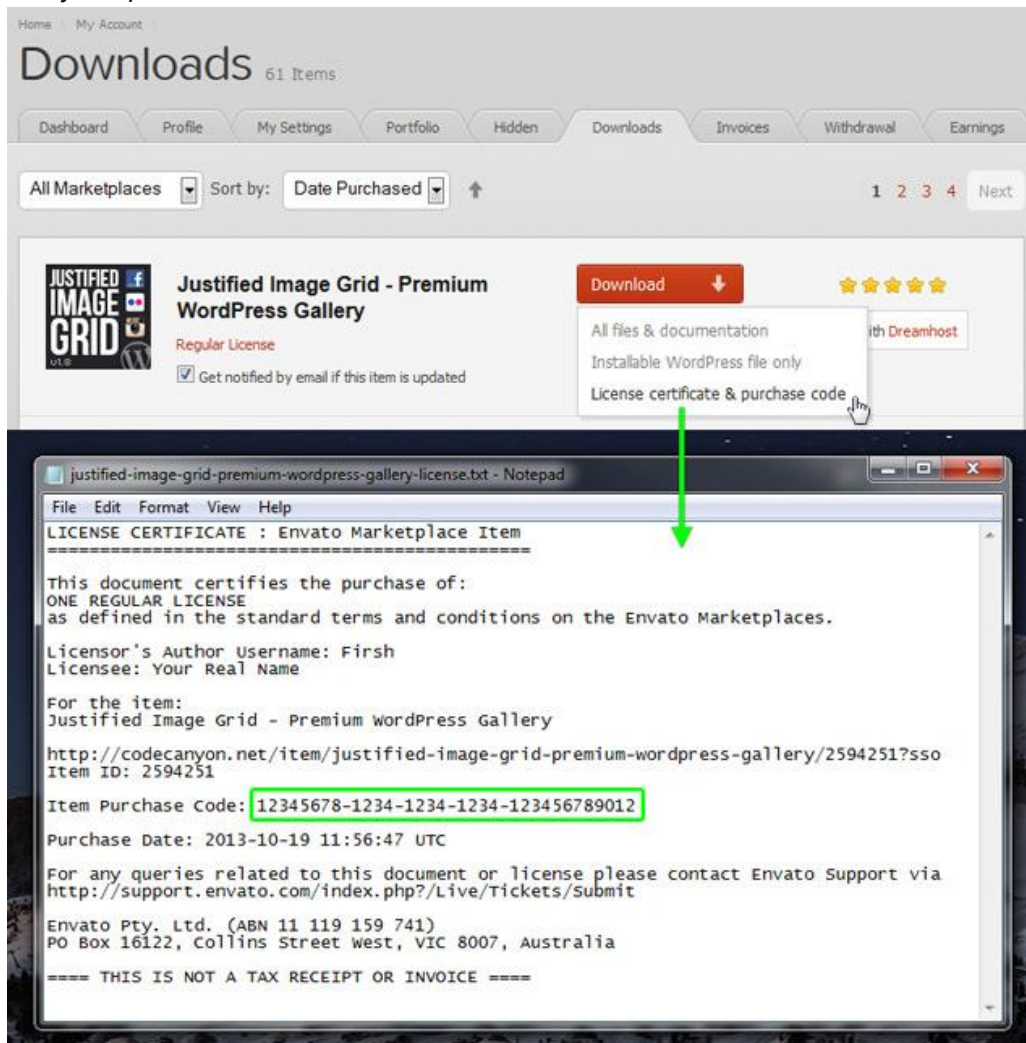 Home My Account
Downloads 61 Items
Dashboard Profile My Settings Portfolio Hidden Downloads Invoices Withdrawal Earnings
All Marketplaces Sort by: Date Purchased 1 2 3 4 Next
JUSTIFIED
IMAGE
GRID
v1.8
Justified Image Grid - Premium
WordPress Gallery
Regular License
Get notified by email if this item is updated
Download
All files & documentation
Installable WordPress file only
License certificate & purchase code
ith Dreamhost
justified-image-grid-premium-wordpress-gallery-license.txt - Notepad
File Edit Format View Help
LICENSE CERTIFICATE : Envato Marketplace Item
==============================================
This document certifies the purchase of:
ONE REGULAR LICENSE
as defined in the standard terms and conditions on the Envato Marketplaces.
Licensor's Author Username: Firsh
Licensee: Your Real Name
For the item:
Justified Image Grid - Premium WordPress Gallery
http://codecanyon.net/item/justified-image-grid-premium-wordpress-gallery/2594251?sso
Item ID: 2594251
Item Purchase Code: 12345678-1234-1234-1234-123456789012
Purchase Date: 2013-10-19 11:56:47 UTC
For any queries related to this document or license please contact Envato Support via
http://support.envato.com/index.php?/Live/Tickets/Submit
Envato Pty. Ltd. (ABN 11 119 159 741)
PO Box 16122, Collins Street West, VIC 8007, Australia
==== THIS IS NOT A TAX RECEIPT OR INVOICE ====